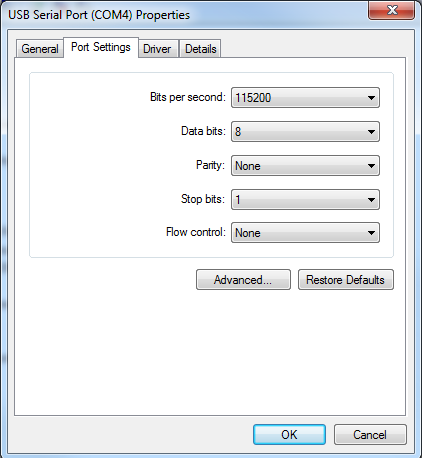 USB Serial Port (COM4) Properties
General Port Settings Driver Details
Bits per second: 115200
Data bits: 8
Parity: None
Stop bits: 1
Flow control: None
Advanced... Restore Defaults
OK Cancel